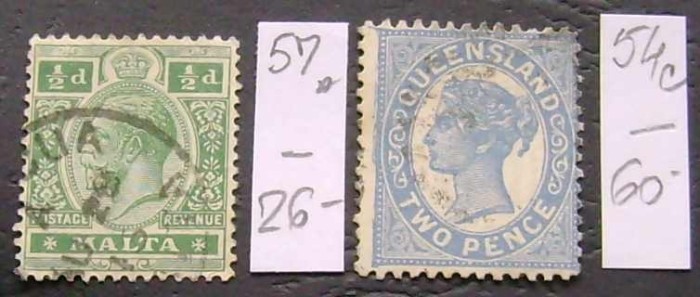 ½d ½d
POSTAGE REVENUE
MALTA
57
-
26-
QUEENSLAND
TWO PENCE
54c
-
60-